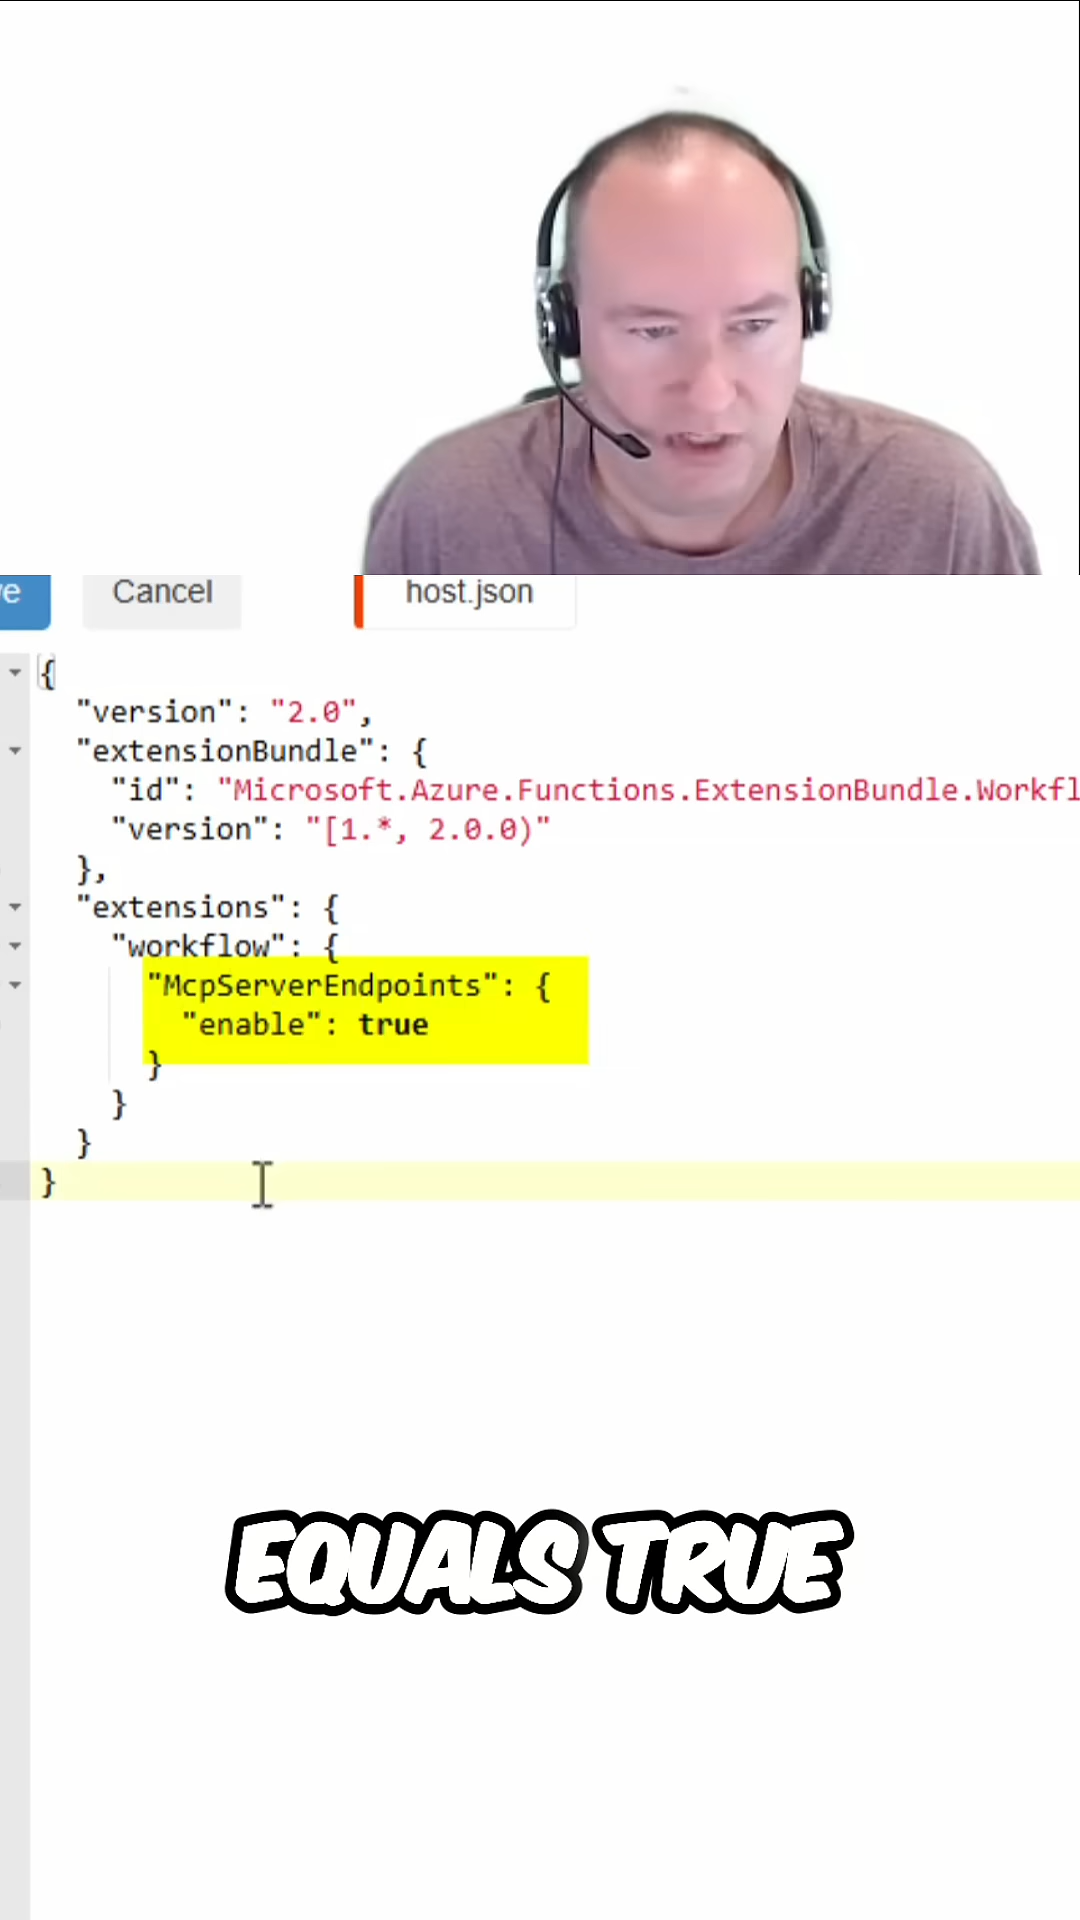 Cancel
host.json
{
"version": "2.0",
"extensionBundle": {
"id": "Microsoft.Azure.Functions.ExtensionBundle.Workfl
"version": "[1.*, 2.0.0)"
},
"extensions": {
"workflow": {
"McpServerEndpoints": {
"enable": true
}
}
}
}
EQUALS TRUE